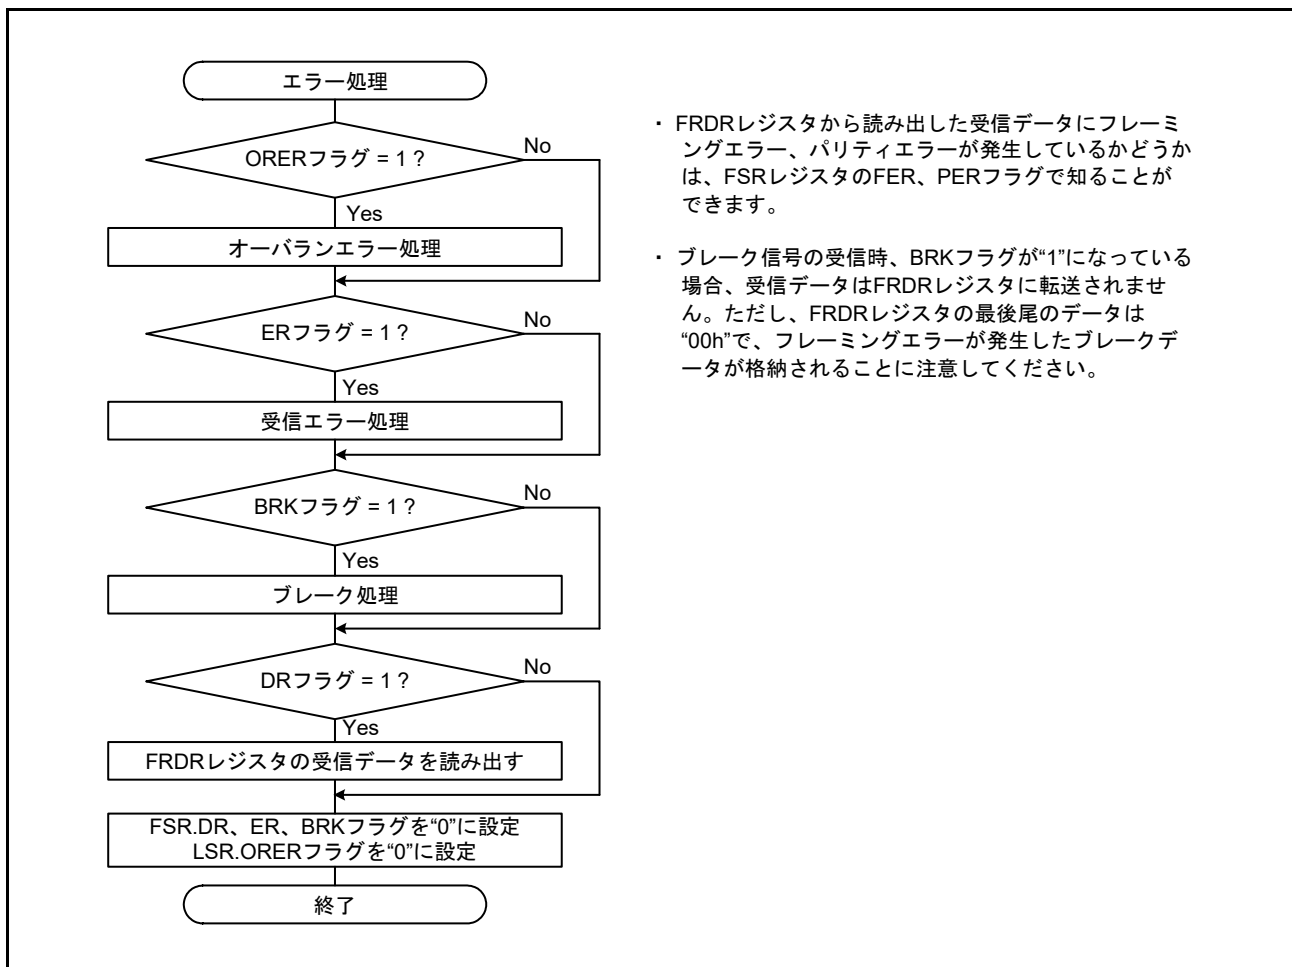 エラー処理
ORERフラグ = 1 ?
No
Yes
オーバランエラー処理
ERフラグ = 1 ?
No
Yes
受信エラー処理
BRKフラグ = 1 ?
No
Yes
ブレーク処理
DRフラグ = 1 ?
No
Yes
FRDRレジスタの受信データを読み出す
FSR.DR、ER、BRKフラグを“0”に設定
LSR.ORERフラグを“0”に設定
終了
・ FRDRレジスタから読み出した受信データにフレーミ
ングエラー、パリティエラーが発生しているかどうか
は、FSRレジスタのFER、PERフラグで知ることが
できます。
・ ブレーク信号の受信時、BRKフラグが“1”になっている
場合、受信データはFRDRレジスタに転送されませ
ん。ただし、FRDRレジスタの最後尾のデータは
“00h”で、フレーミングエラーが発生したブレークデ
ータが格納されることに注意してください。